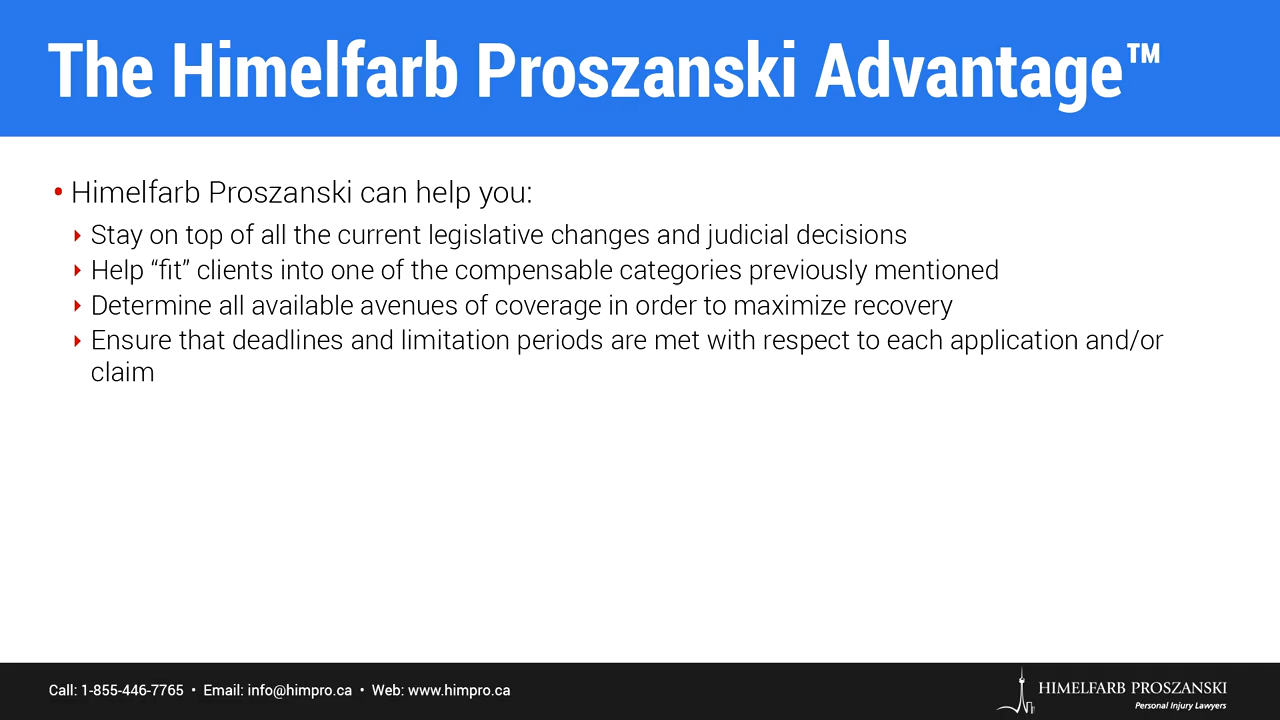 The Himelfarb Proszanski Advantage™
• Himelfarb Proszanski can help you:
Stay on top of all the current legislative changes and judicial decisions
Help “fit” clients into one of the compensable categories previously mentioned
Determine all available avenues of coverage in order to maximize recovery
Ensure that deadlines and limitation periods are met with respect to each application and/or
claim
Call: 1-855-446-7765 • Email: info@himpro.ca • Web: www.himpro.ca
HIMELFARB PROSZANSKI
Personal Injury Lawyers